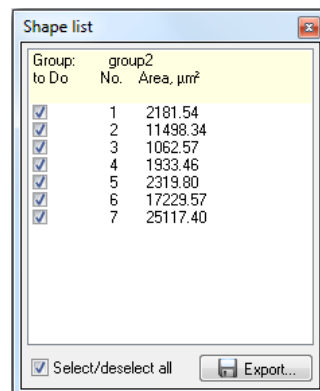 Shape list
Group: group2
to Do No. Area, µm²
1 2181.54
2 11498.34
3 1062.57
4 1933.46
5 2319.80
6 17229.57
7 25117.40
Select/deselect all Export...